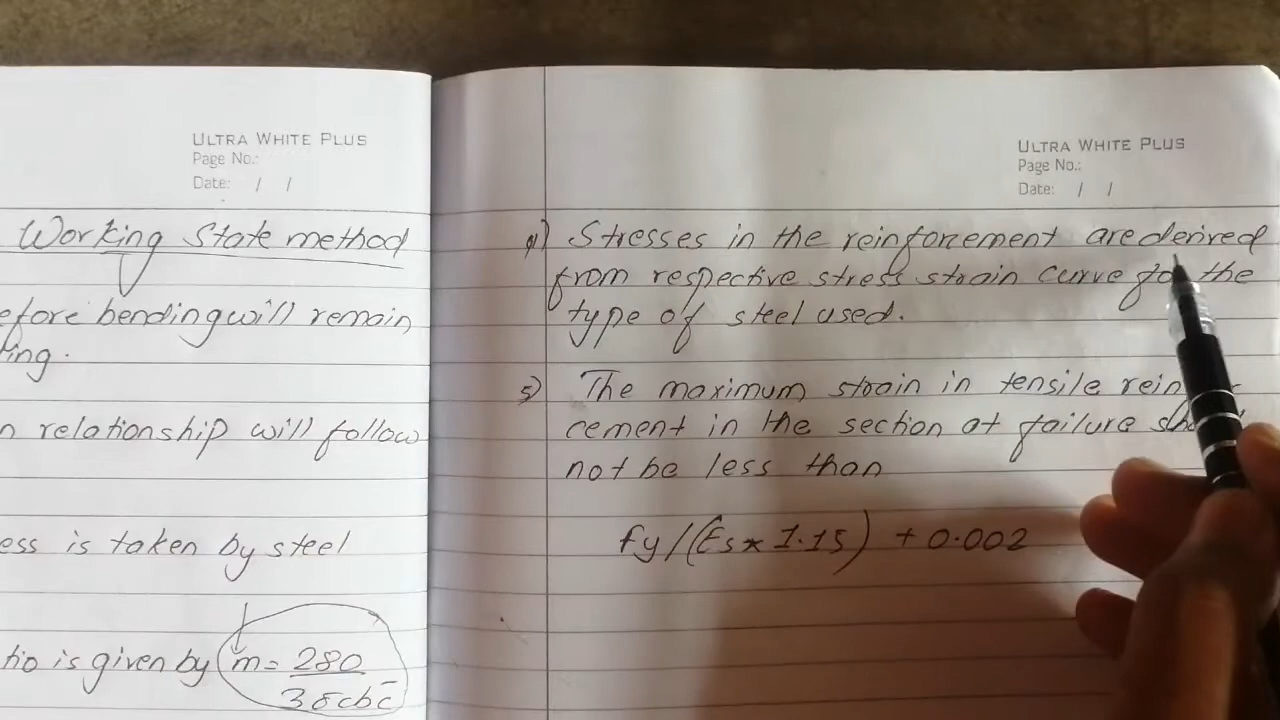 ULTRA WHITE PLUS
Page No.:
Date: / /
Working State method
efore bending will remain
ting.
n relationship will follow
ess is taken by steel
tio is given by m = 280
3σcbc
ULTRA WHITE PLUS
Page No.:
Date: / /
4) Stresses in the reinforcement are derived
from respective stress strain curve for the
type of steel used.
5) The maximum strain in tensile rein
cement in the section at failure
not be less than
fy/(Es* 1.15) + 0.002